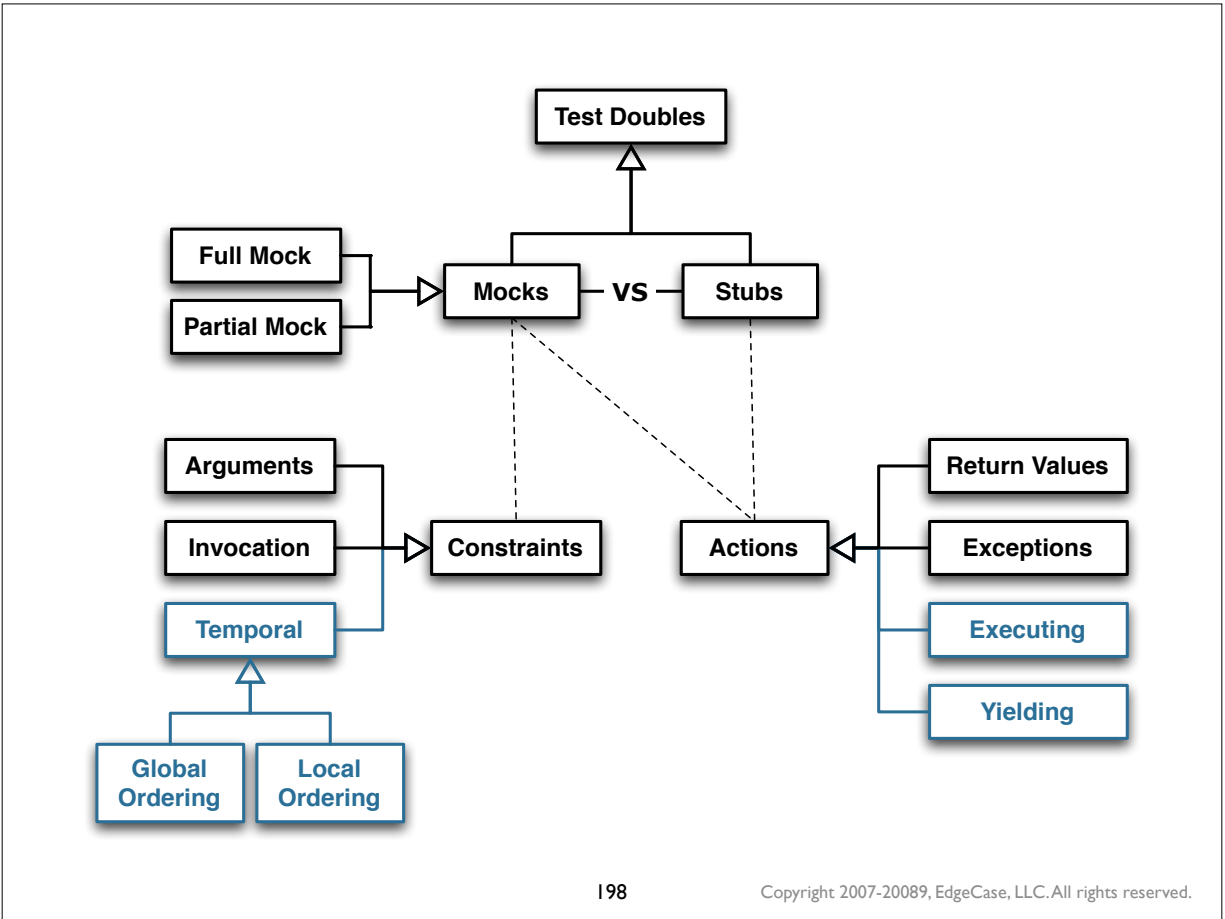 Test Doubles
Full Mock
Mocks
VS
Stubs
Partial Mock
Arguments
Return Values
Invocation
Constraints
Actions
Exceptions
Temporal
Executing
Yielding
Global
Ordering
Local
Ordering
198
Copyright 2007-20089, EdgeCase, LLC. All rights reserved.